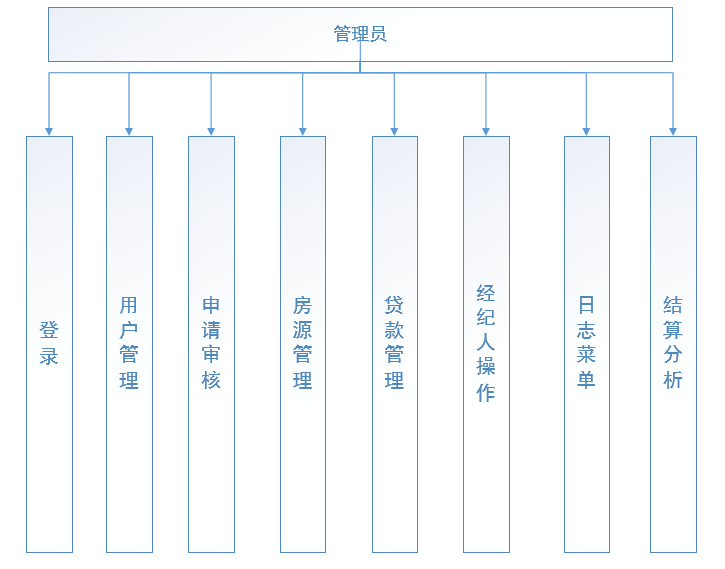 管理员
登录
用户管理
申请审核
房源管理
贷款管理
经纪人操作
日志菜单
结算分析